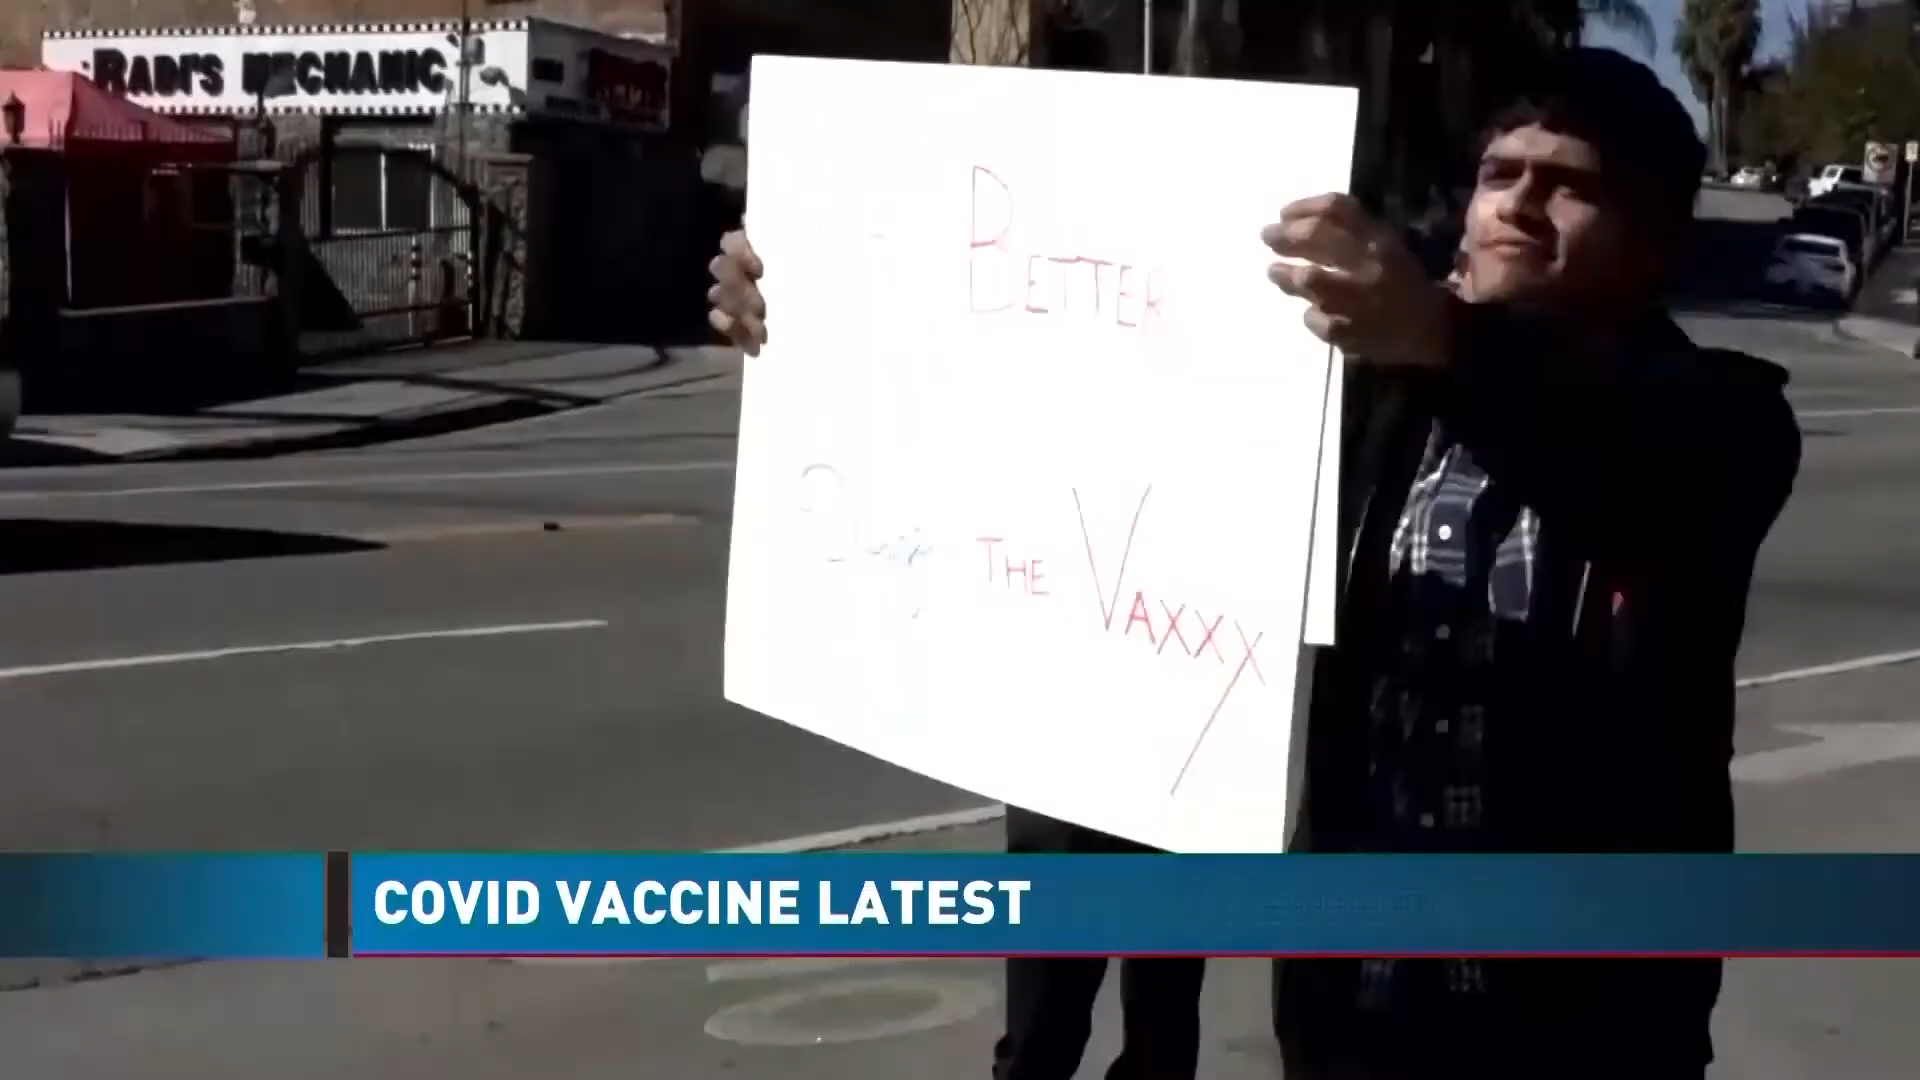 RADI'S MECHANIC
BETTER
THE VAXXX
COVID VACCINE LATEST